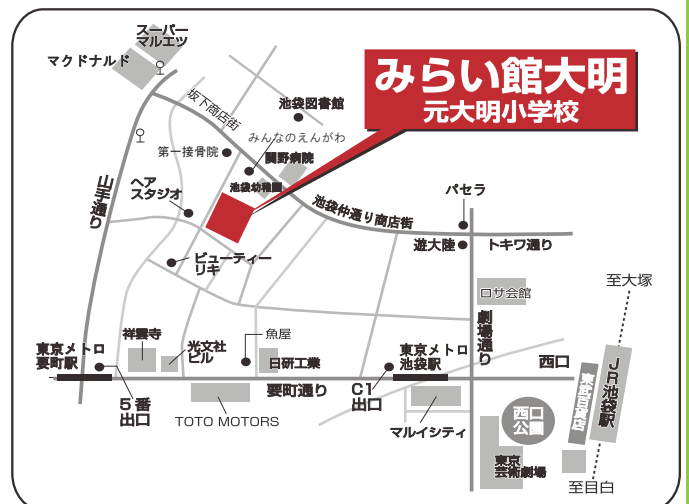 スーパー
マルエツ
マクドナルド
みらい館大明
元大明小学校
坂下商店街
池袋図書館
みんなのえんがわ
第一接骨院
関野病院
池袋幼稚園
ヘア
スタジオ
山手通り
池袋仲通り商店街
パセラ
遊大陸
トキワ通り
ビューティー
リキ
ロサ会館
至大塚
劇場通り
祥雲寺
光文社
ビル
魚屋
日研工業
東京メトロ
要町駅
東京メトロ
池袋駅
西口
JR池袋駅
東武百貨店
5番
出口
要町通り
C1
出口
TOTO MOTORS
マルイシティ
西口
公園
東京
芸術劇場
至目白